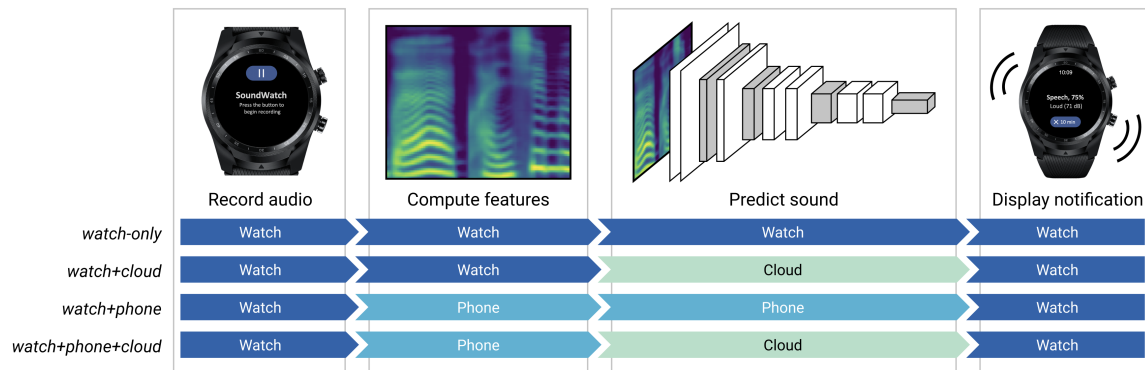 SoundWatch
Press the button to
begin recording
10:09
Speech, 75%
Loud (71 dB)
✕ 10 min
Record audio
Compute features
Predict sound
Display notification
watch-only
Watch
Watch
Watch
Watch
watch+cloud
Watch
Watch
Cloud
Watch
watch+phone
Watch
Phone
Phone
Watch
watch+phone+cloud
Watch
Phone
Cloud
Watch